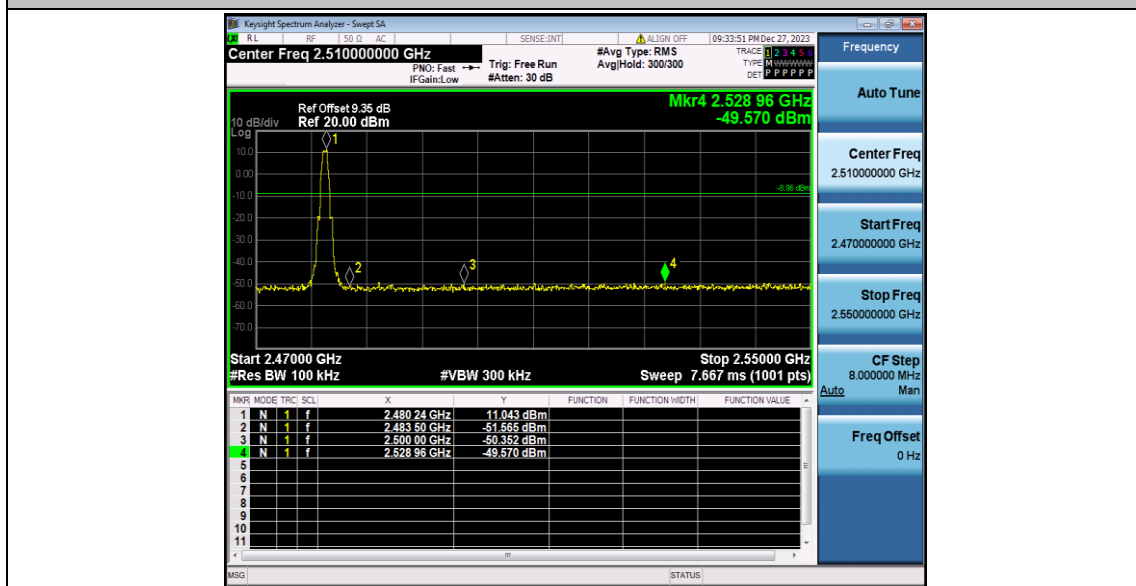 Keysight Spectrum Analyzer - Swept SA
RL RF 50 Ω AC SENSE:INT ALIGN OFF 09:33:51 PM Dec 27, 2023
Center Freq 2.510000000 GHz #Avg Type: RMS TRACE 1 2 3 4 5 6
PNO: Fast Trig: Free Run Avg|Hold: 300/300 TYPE M WWWWW
IFGain:Low #Atten: 30 dB DET P P P P P P
Frequency
Auto Tune
Center Freq
2.510000000 GHz
Start Freq
2.470000000 GHz
Stop Freq
2.550000000 GHz
CF Step
8.000000 MHz
Auto Man
Freq Offset
0 Hz
Mkr4 2.528 96 GHz
Ref Offset 9.35 dB
10 dB/div Ref 20.00 dBm -49.570 dBm
Log
1
10.0
0.00
-8.96 dBm
-10.0
-20.0
-30.0
-40.0
2 3 4
-50.0
-60.0
-70.0
Start 2.47000 GHz Stop 2.55000 GHz
#Res BW 100 kHz #VBW 300 kHz Sweep 7.667 ms (1001 pts)
MKR MODE TRC SCL X Y FUNCTION FUNCTION WIDTH FUNCTION VALUE
1 N 1 f 2.480 24 GHz 11.043 dBm
2 N 1 f 2.483 50 GHz -51.565 dBm
3 N 1 f 2.500 00 GHz -50.352 dBm
4 N 1 f 2.528 96 GHz -49.570 dBm
5
6
7
8
9
10
11
MSG STATUS